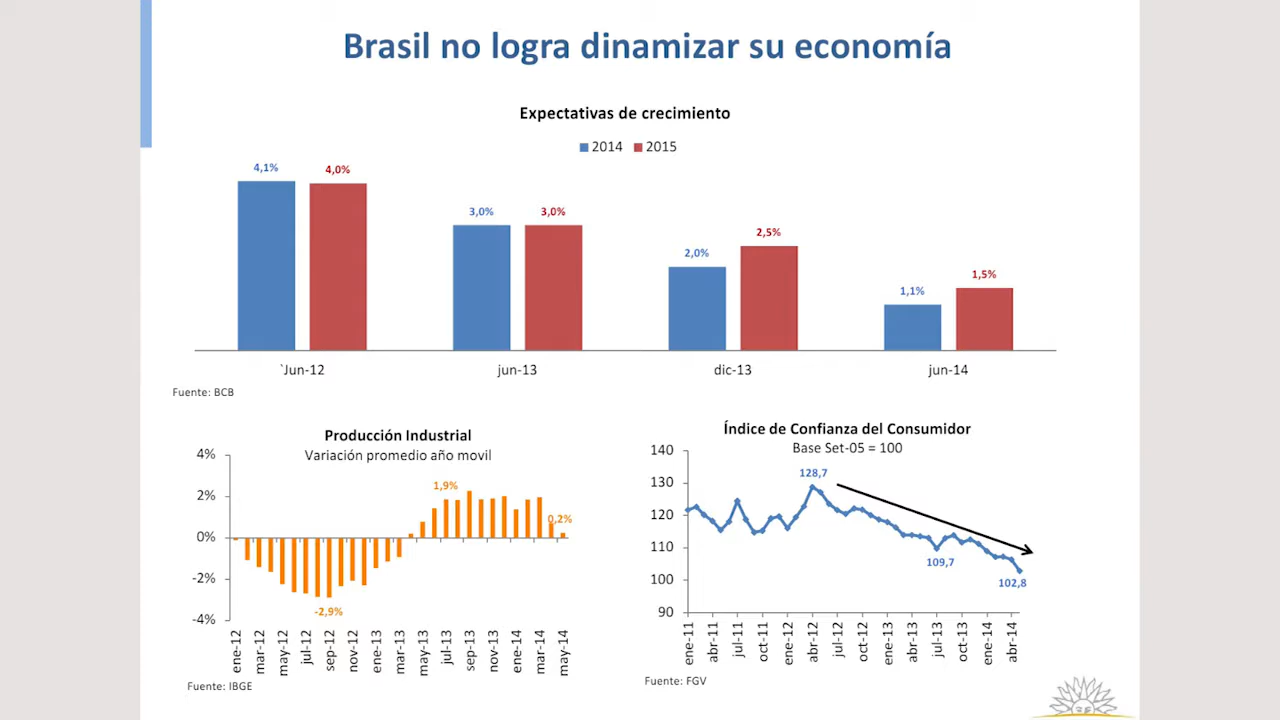 Brasil no logra dinamizar su economía
Expectativas de crecimiento
2014 2015
4,1% 4,0% 3,0% 3,0% 2,0% 2,5% 1,1% 1,5%
`Jun-12 jun-13 dic-13 jun-14
Fuente: BCB
Producción Industrial
Variación promedio año movil
4%
2%
0%
-2%
-4%
1,9%
0,2%
-2,9%
ene-12 mar-12 may-12 jul-12 sep-12 nov-12 ene-13 mar-13 may-13 jul-13 sep-13 nov-13 ene-14 mar-14 may-14
Fuente: IBGE
Índice de Confianza del Consumidor
Base Set-05 = 100
140
130
120
110
100
90
128,7
109,7
102,8
ene-11 abr-11 jul-11 oct-11 ene-12 abr-12 jul-12 oct-12 ene-13 abr-13 jul-13 oct-13 ene-14 abr-14
Fuente: FGV